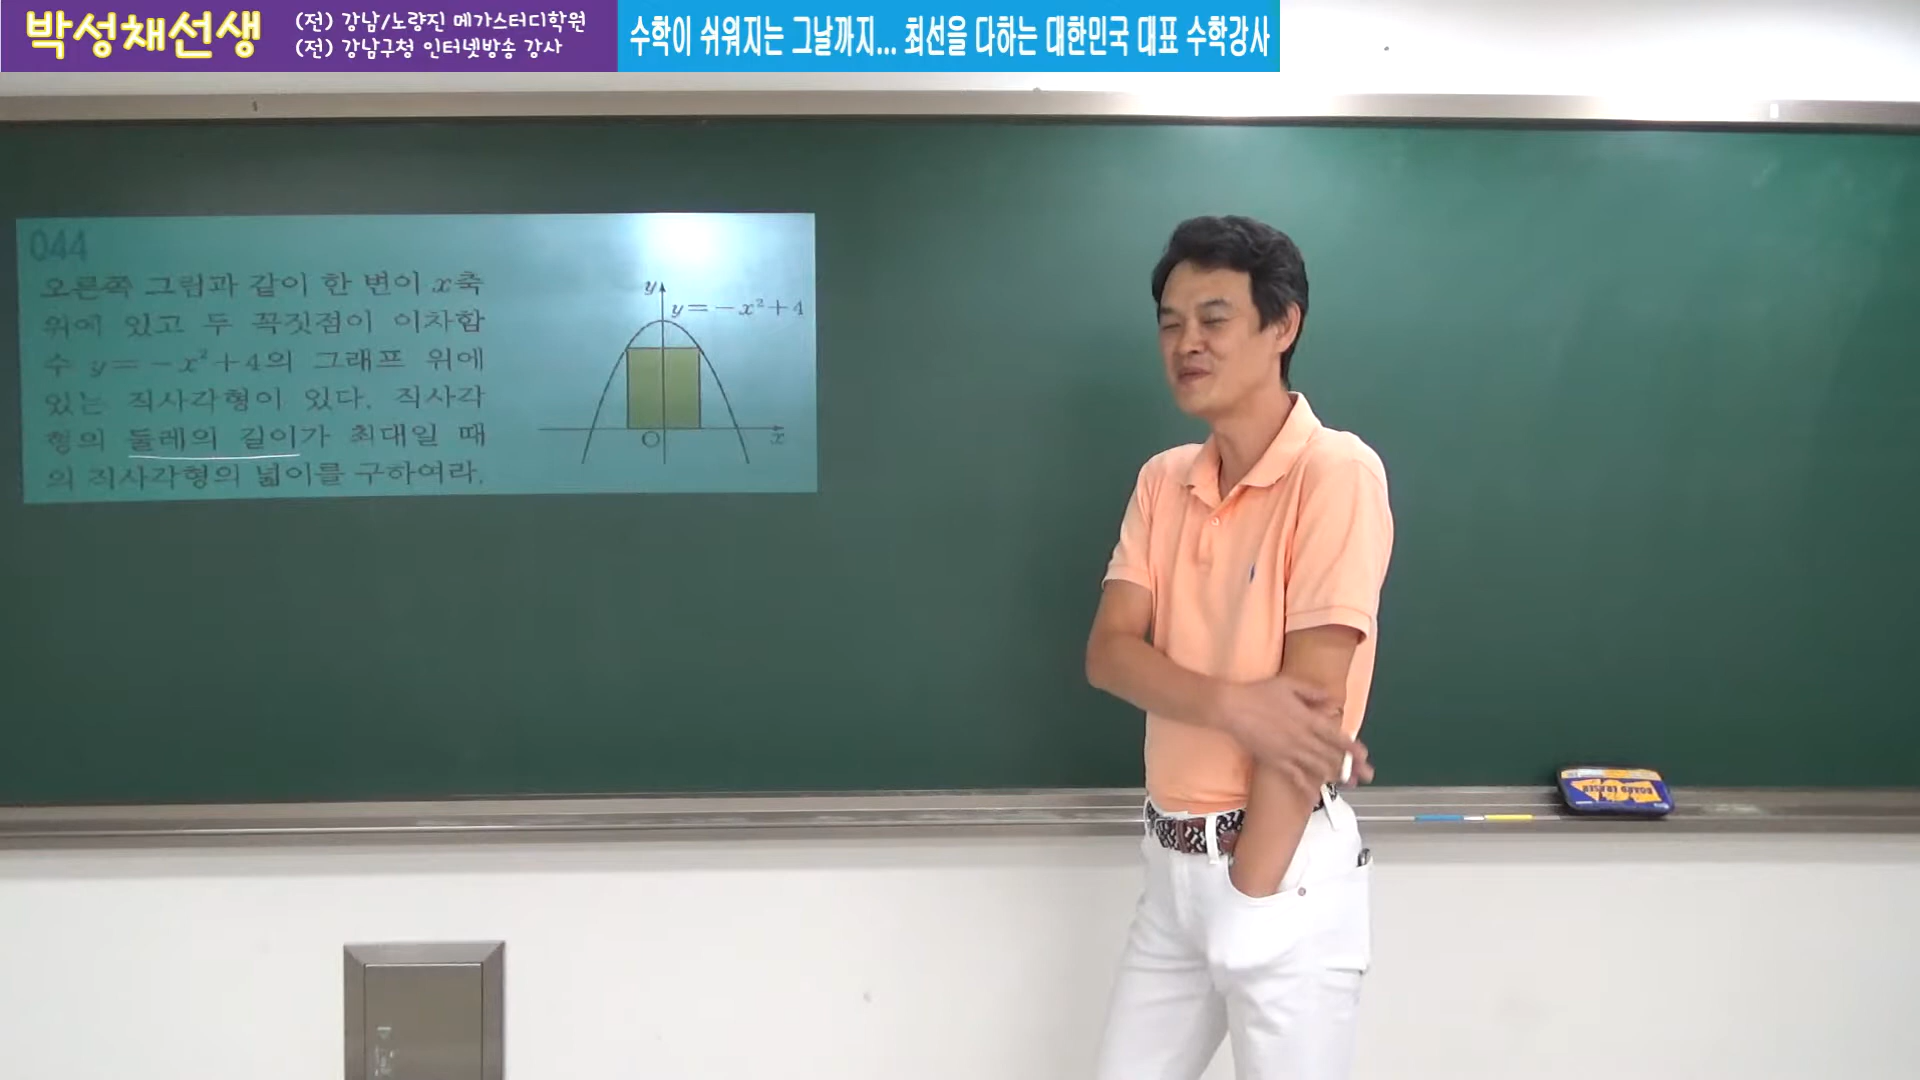 박성채선생
(전) 강남/노량진 메가스터디학원
(전) 강남구청 인터넷방송 강사
수학이 쉬워지는 그날까지... 최선을 다하는 대한민국 대표 수학강사
044
오른쪽 그림과 같이 한 변이 x축
위에 있고 두 꼭짓점이 이차함
수 y=-x²+4의 그래프 위에
있는 직사각형이 있다. 직사각
형의 둘레의 길이가 최대일 때
의 직사각형의 넓이를 구하여라.
y
y=-x²+4
O
x
BOARD ERASER